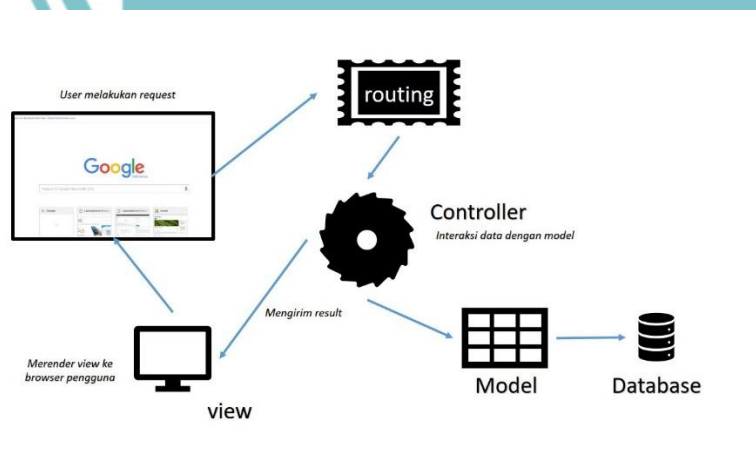 User melakukan request
routing
Google
Controller
Interaksi data dengan model
Mengirim result
Merender view ke
browser pengguna
view
Model
Database